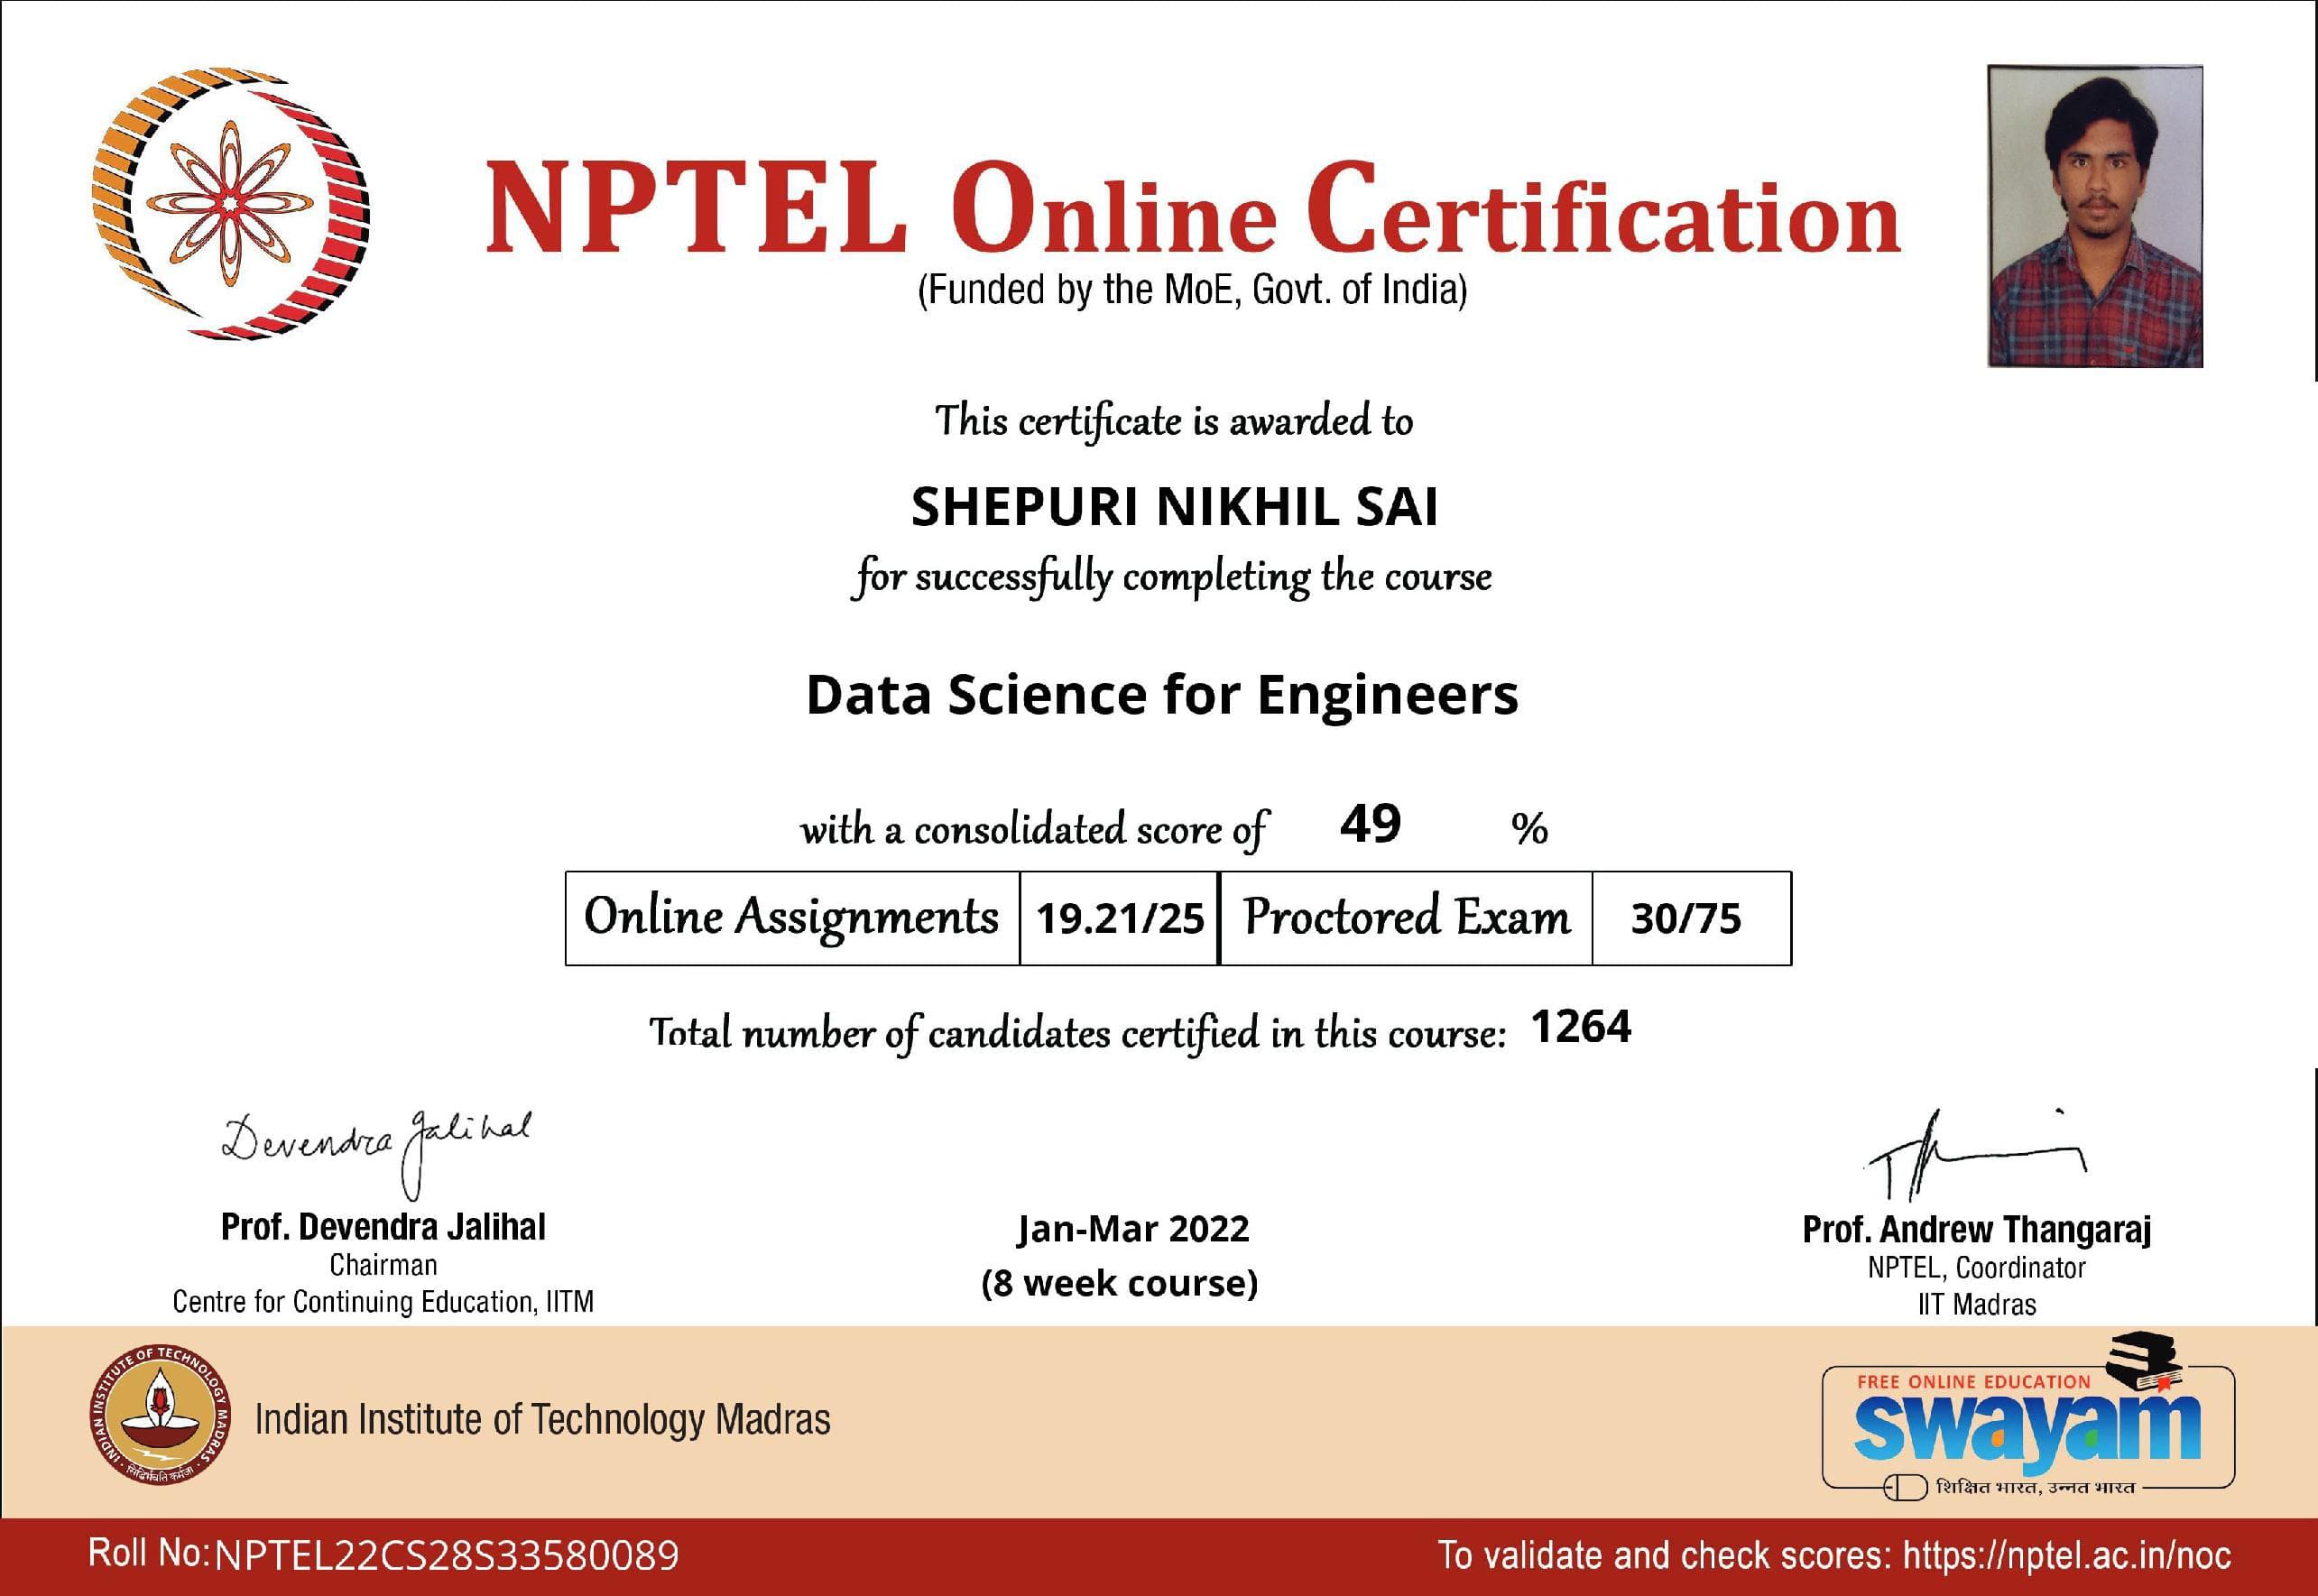 NPTEL Online Certification
(Funded by the MoE, Govt. of India)
This certificate is awarded to
SHEPURI NIKHIL SAI
for successfully completing the course
Data Science for Engineers
with a consolidated score of 49 %
Online Assignments 19.21/25 Proctored Exam 30/75
Total number of candidates certified in this course: 1264
Devendra Jalihal
Prof. Devendra Jalihal
Chairman
Centre for Continuing Education, IITM
Jan-Mar 2022
(8 week course)
Prof. Andrew Thangaraj
NPTEL, Coordinator
IIT Madras
INDIAN INSTITUTE OF TECHNOLOGY MADRAS
सिद्धिर्भवति कर्मजा
Indian Institute of Technology Madras
FREE ONLINE EDUCATION
swayam
शिक्षित भारत, उन्नत भारत
Roll No:NPTEL22CS28S33580089
To validate and check scores: https://nptel.ac.in/noc